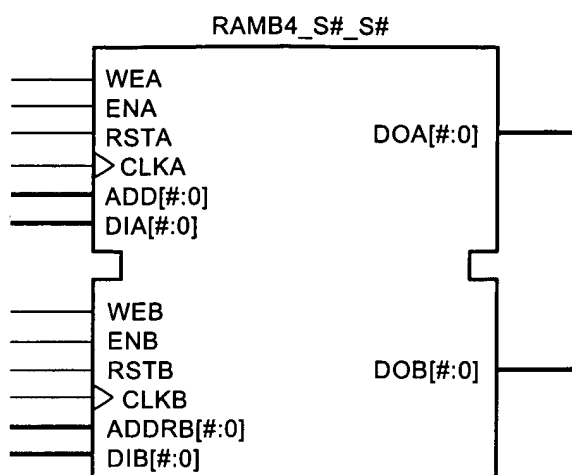 RAMB4_S#_S#
WEA
ENA
RSTA
CLKA
ADD[#:0]
DIA[#:0]
DOA[#:0]
WEB
ENB
RSTB
CLKB
ADDRB[#:0]
DIB[#:0]
DOB[#:0]